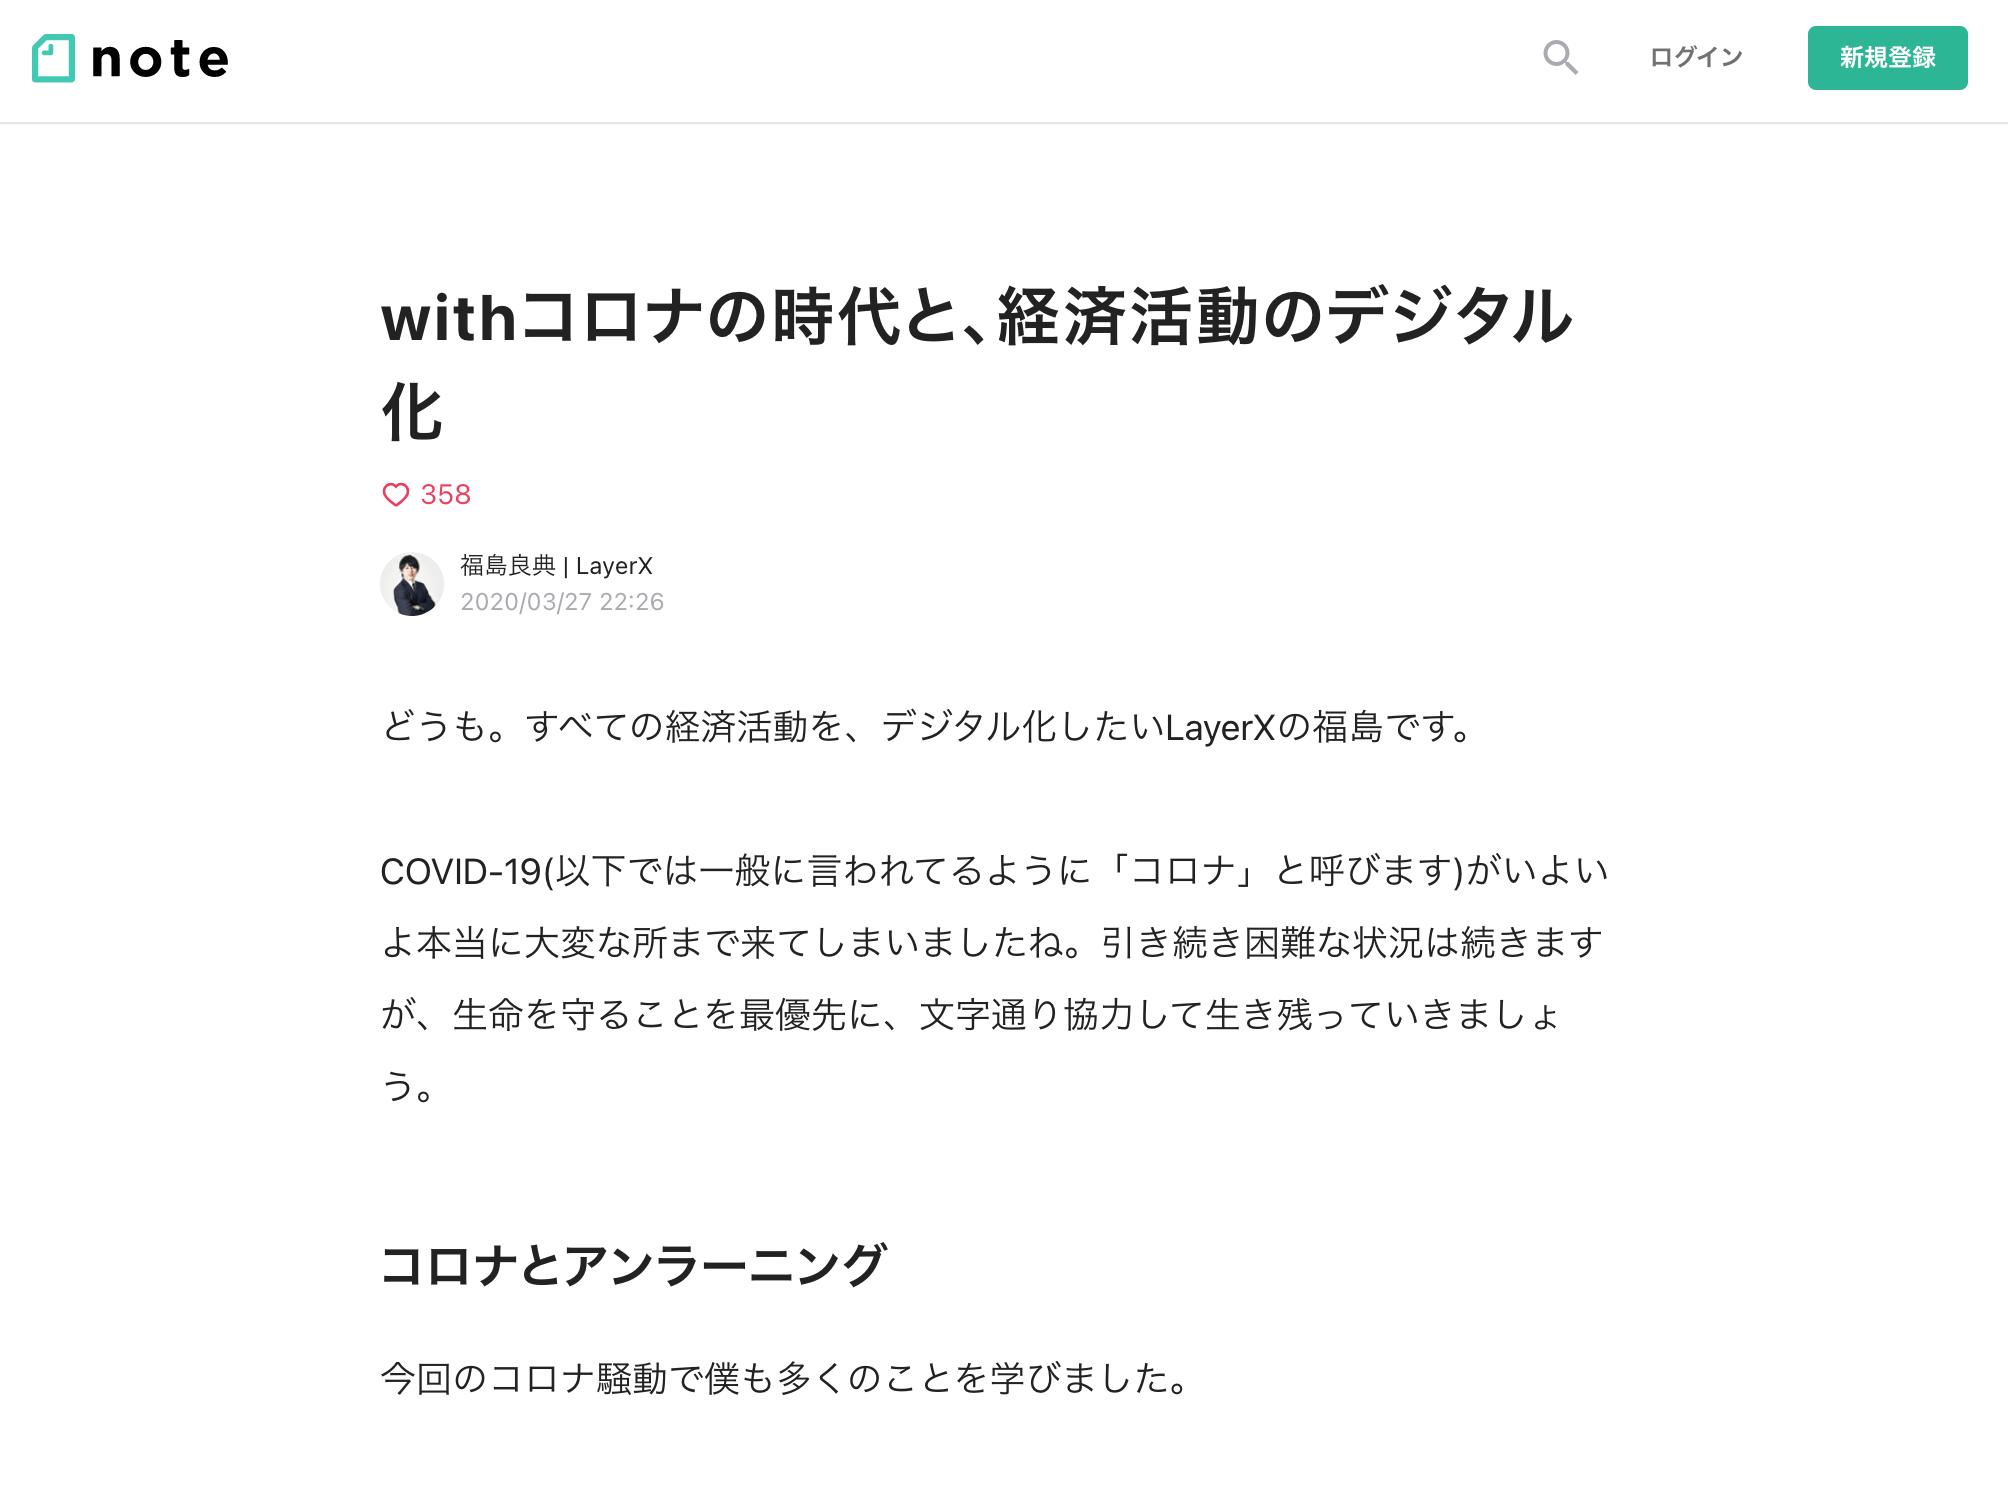 note
ログイン
新規登録
withコロナの時代と、経済活動のデジタル
化
358
福島良典 | LayerX
2020/03/27 22:26
どうも。すべての経済活動を、デジタル化したいLayerXの福島です。
COVID-19(以下では一般に言われてるように「コロナ」と呼びます)がいよい
よ本当に大変な所まで来てしまいましたね。引き続き困難な状況は続きます
が、生命を守ることを最優先に、文字通り協力して生き残っていきましょ
う。
コロナとアンラーニング
今回のコロナ騒動で僕も多くのことを学びました。